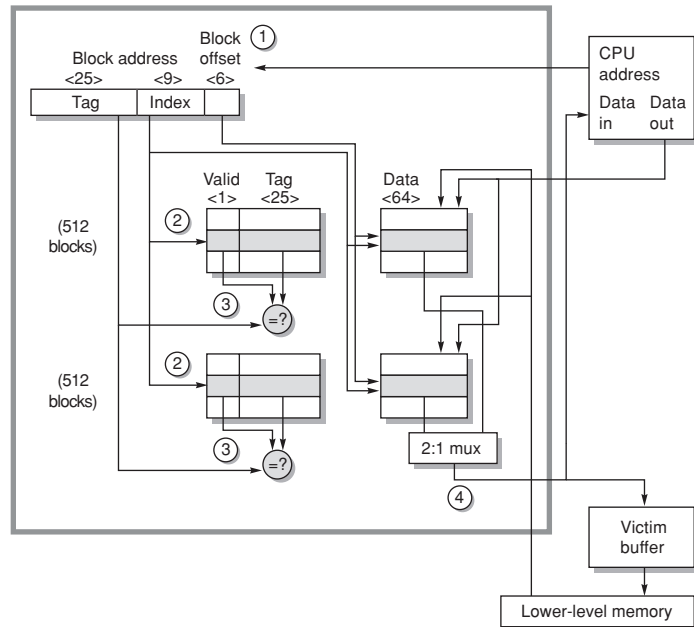 Block address
<25>
<9>
Block
offset
<6>
1
Tag
Index
CPU
address
Data
in
Data
out
Valid
<1>
Tag
<25>
Data
<64>
(512
blocks)
2
3
=?
(512
blocks)
2
3
=?
2:1 mux
4
Victim
buffer
Lower-level memory